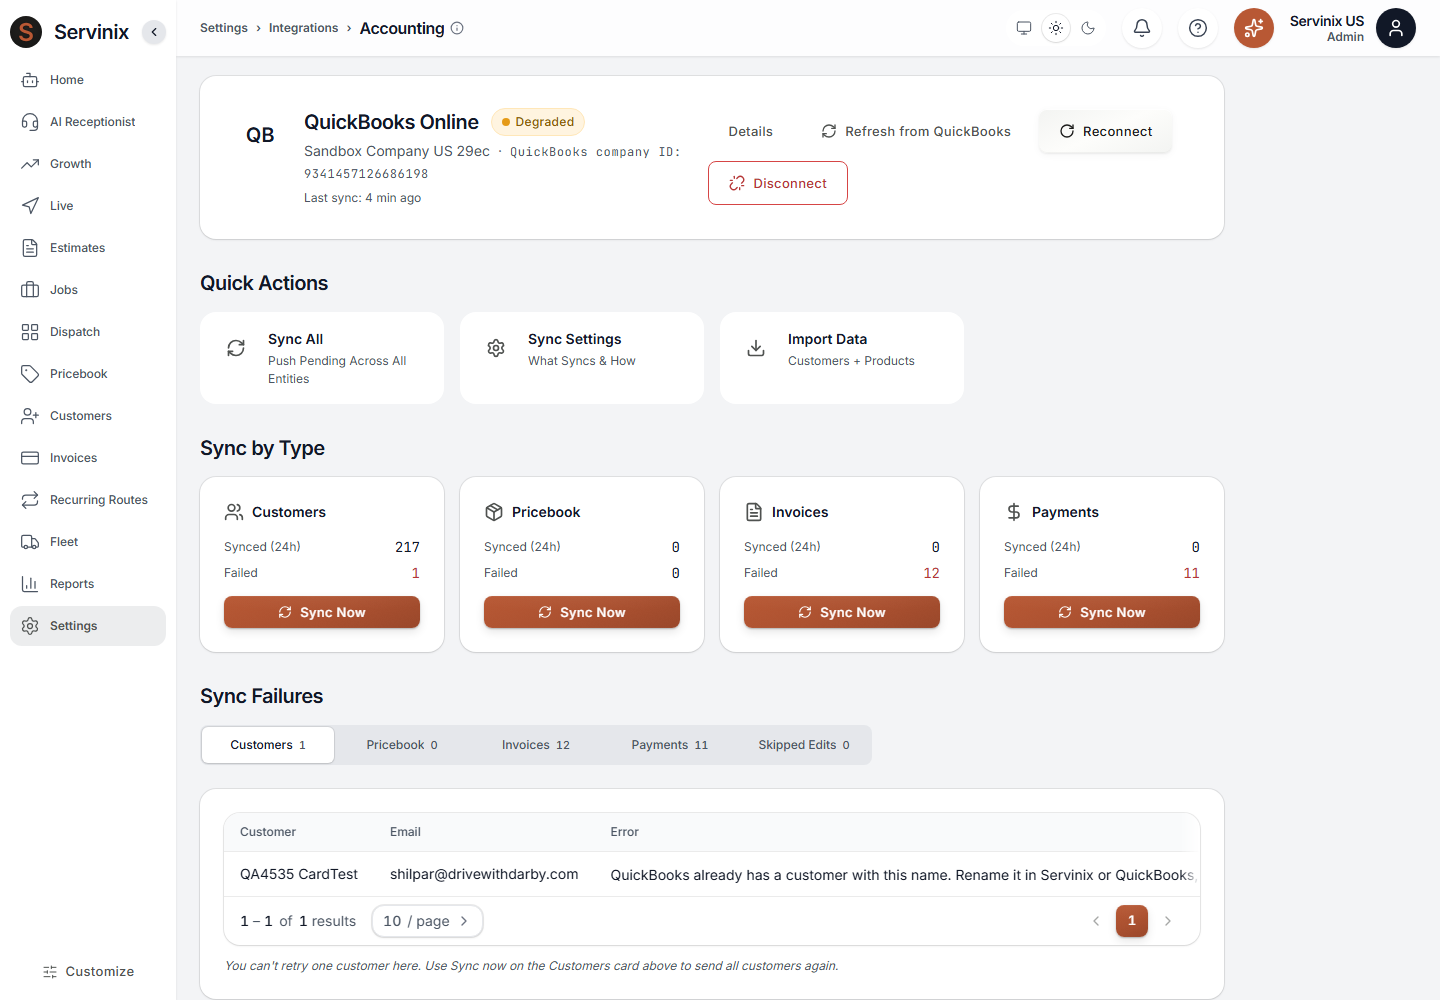 S Servinix
Home
AI Receptionist
Growth
Live
Estimates
Jobs
Dispatch
Pricebook
Customers
Invoices
Recurring Routes
Fleet
Reports
Settings
Customize
Settings › Integrations › Accounting
Servinix US
Admin
QB
QuickBooks Online Degraded
Sandbox Company US 29ec · QuickBooks company ID:
9341457126686198
Last sync: 4 min ago
Details Refresh from QuickBooks Reconnect
Disconnect
Quick Actions
Sync All
Push Pending Across All
Entities
Sync Settings
What Syncs & How
Import Data
Customers + Products
Sync by Type
Customers
Synced (24h) 217
Failed 1
Sync Now
Pricebook
Synced (24h) 0
Failed 0
Sync Now
Invoices
Synced (24h) 0
Failed 12
Sync Now
Payments
Synced (24h) 0
Failed 11
Sync Now
Sync Failures
Customers 1 Pricebook 0 Invoices 12 Payments 11 Skipped Edits 0
Customer Email Error
QA4535 CardTest shilpar@drivewithdarby.com QuickBooks already has a customer with this name. Rename it in Servinix or QuickBooks,
1 – 1 of 1 results 10 / page 1
You can't retry one customer here. Use Sync now on the Customers card above to send all customers again.